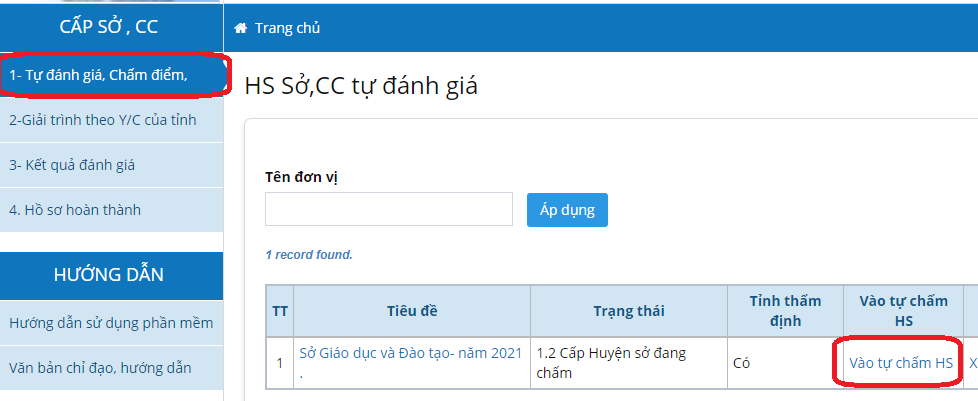 CẤP SỞ , CC
Trang chủ
1- Tự đánh giá, Chấm điểm,
2-Giải trình theo Y/C của tỉnh
3- Kết quả đánh giá
4. Hồ sơ hoàn thành
HƯỚNG DẪN
Hướng dẫn sử dụng phần mềm
Văn bản chỉ đạo, hướng dẫn
HS Sở,CC tự đánh giá
Tên đơn vị
Áp dụng
1 record found.
TT Tiêu đề Trạng thái Tỉnh thẩm định Vào tự chấm HS
1 Sở Giáo dục và Đào tạo- năm 2021 . 1.2 Cấp Huyện sở đang chấm Có Vào tự chấm HS X